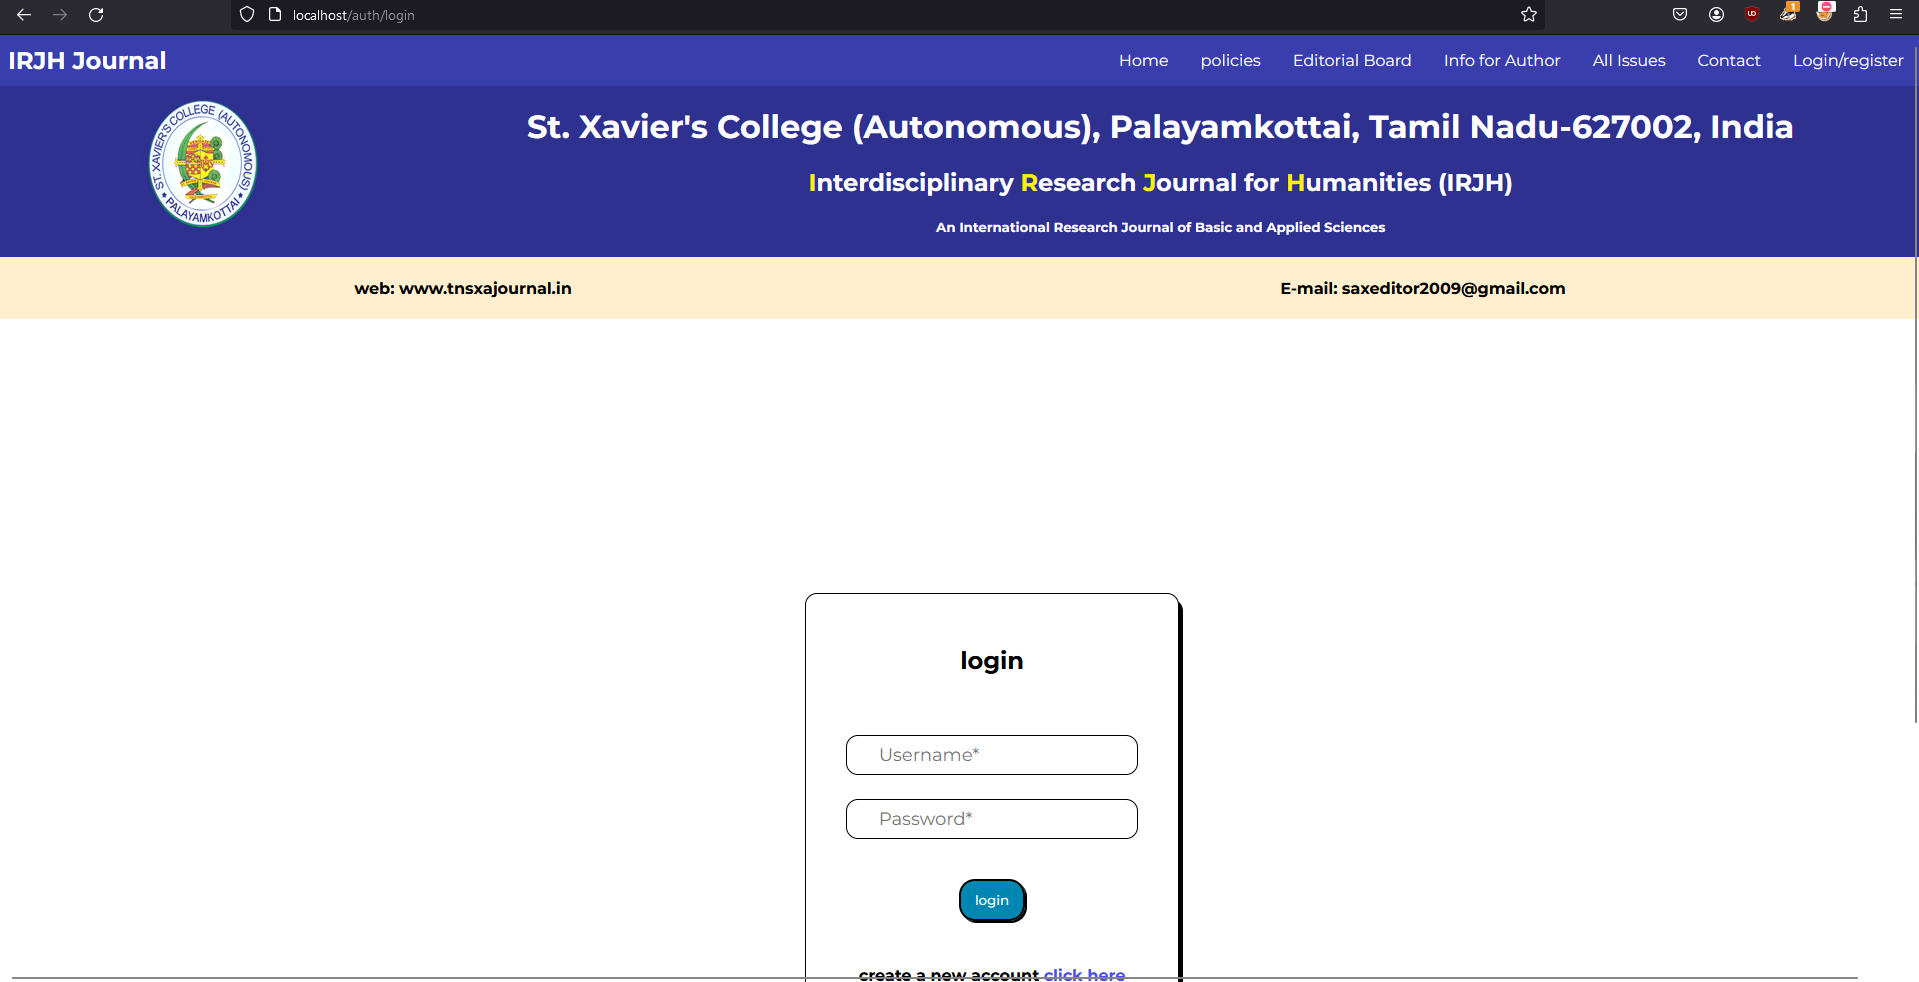 localhost/auth/login
1
IRJH Journal
Home policies Editorial Board Info for Author All Issues Contact Login/register
ST. XAVIER'S COLLEGE (AUTONOMOUS)
PALAYAMKOTTAI
St. Xavier's College (Autonomous), Palayamkottai, Tamil Nadu-627002, India
Interdisciplinary Research Journal for Humanities (IRJH)
An International Research Journal of Basic and Applied Sciences
web: www.tnsxajournal.in E-mail: saxeditor2009@gmail.com
login
Username*
Password*
login
create a new account click here